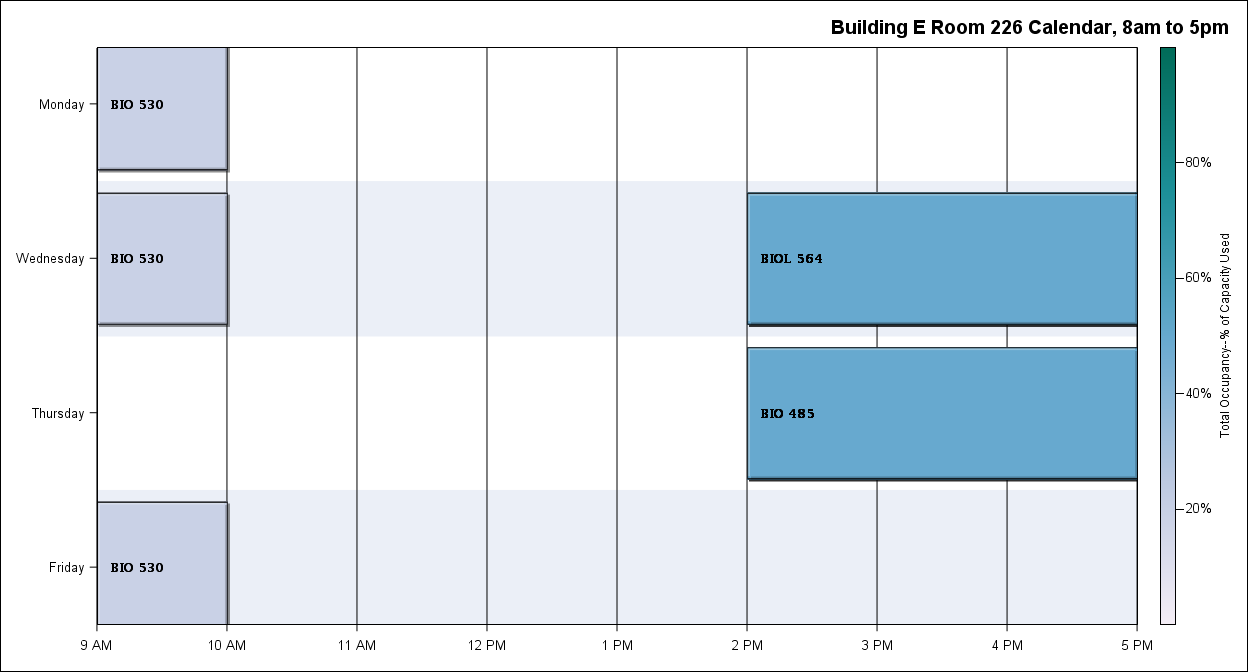 Building E Room 226 Calendar, 8am to 5pm
Monday
BIO 530
80%
Wednesday
BIO 530
BIOL 564
60%
Total Occupancy--% of Capacity Used
40%
Thursday
BIO 485
20%
Friday
BIO 530
9 AM 10 AM 11 AM 12 PM 1 PM 2 PM 3 PM 4 PM 5 PM